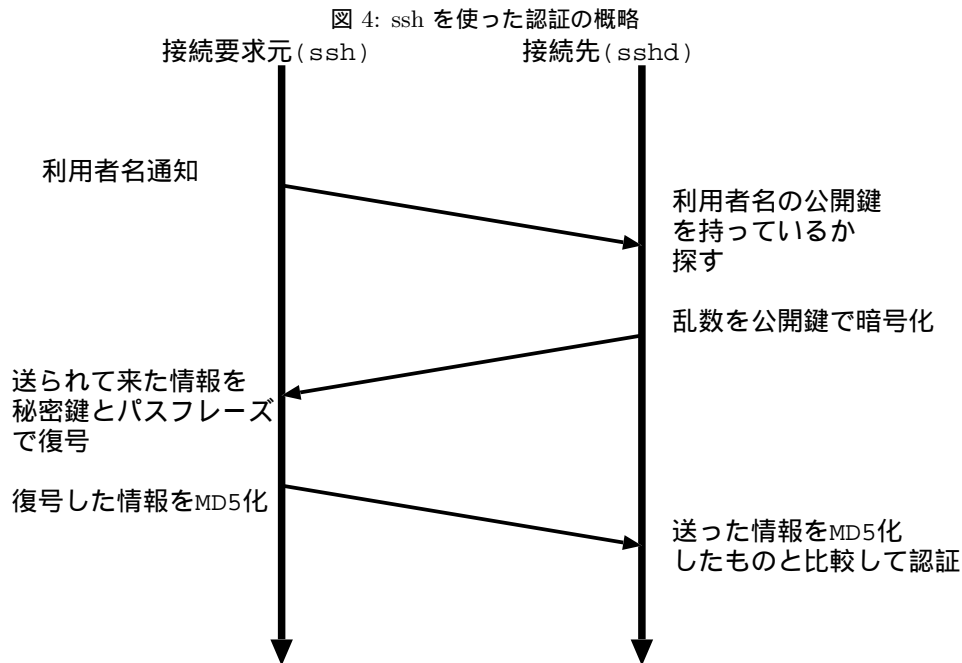 図 4: ssh を使った認証の概略
接続要求元(ssh)
接続先(sshd)
利用者名通知
利用者名の公開鍵
を持っているか
探す
乱数を公開鍵で暗号化
送られて来た情報を
秘密鍵とパスフレーズ
で復号
復号した情報をMD5化
送った情報をMD5化
したものと比較して認証